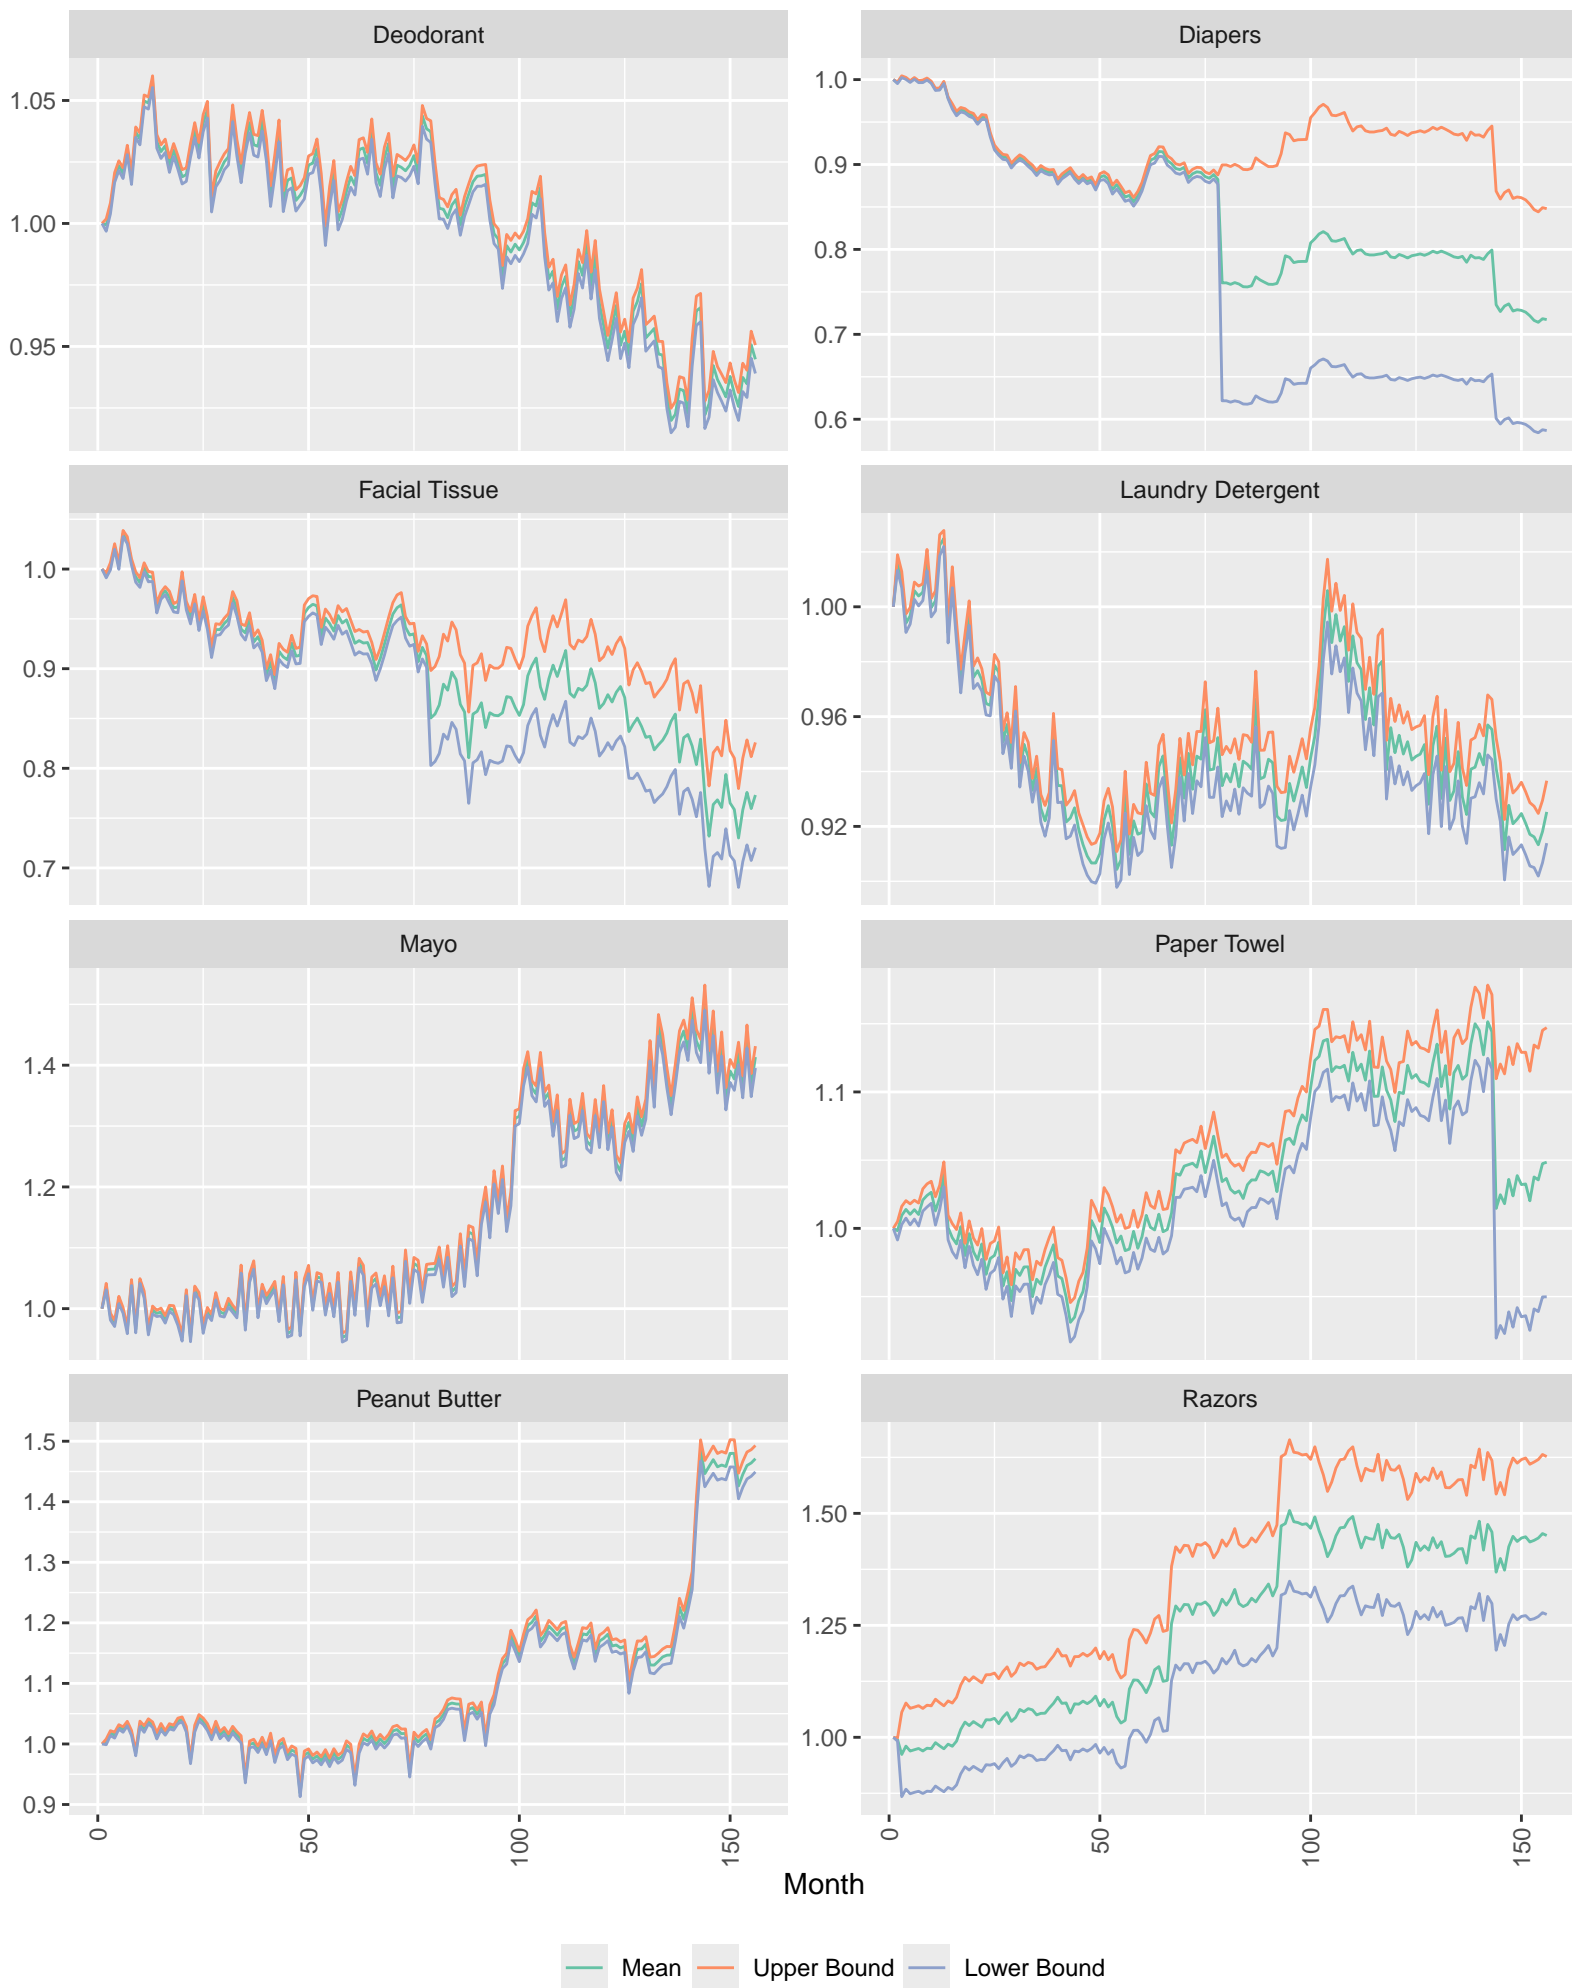 Deodorant
Diapers
1.05
1.00
0.95
1.0
0.9
0.8
0.7
0.6
Facial Tissue
Laundry Detergent
1.0
0.9
0.8
0.7
1.00
0.96
0.92
Mayo
Paper Towel
1.4
1.2
1.0
1.1
1.0
Peanut Butter
Razors
1.5
1.4
1.3
1.2
1.1
1.0
0.9
1.50
1.25
1.00
0 50 100 150
0 50 100 150
Month
Mean Upper Bound Lower Bound